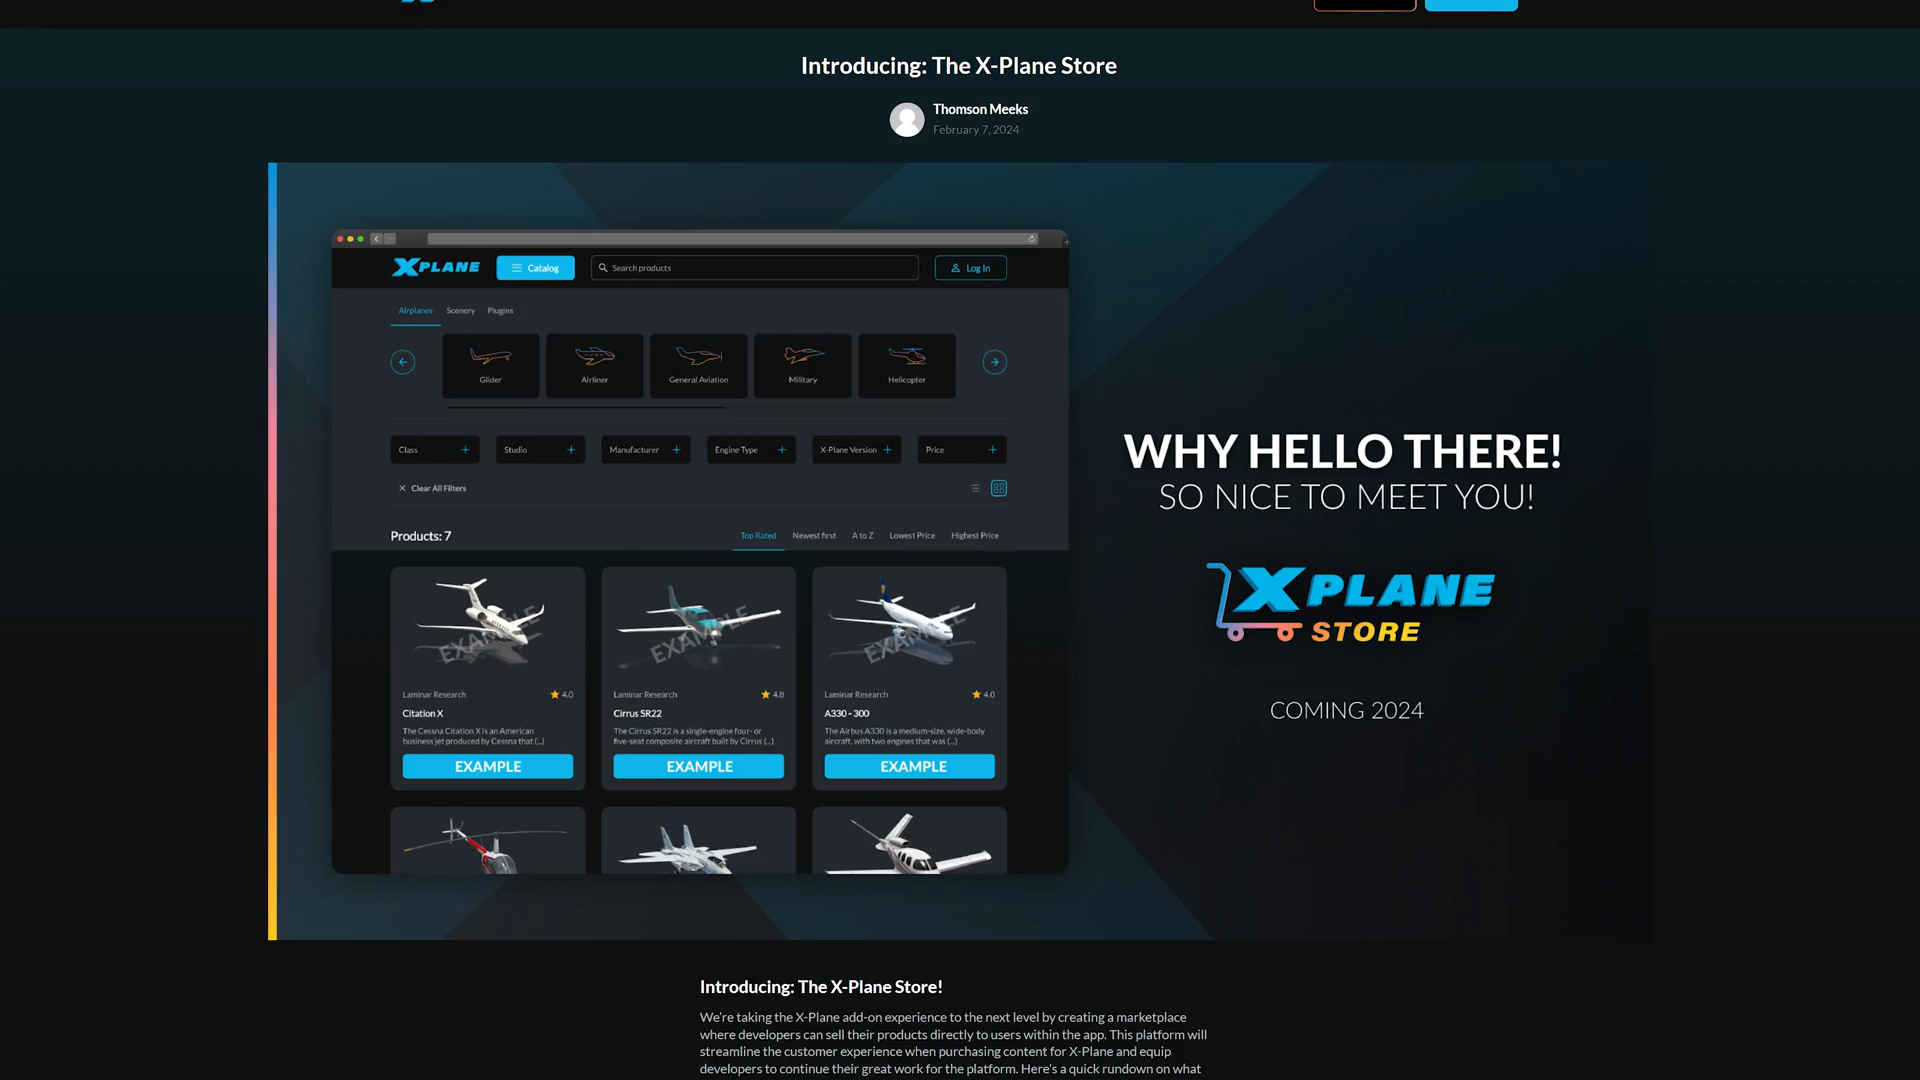 Introducing: The X-Plane Store
Thomson Meeks
February 7, 2024
XPLANE
Catalog
Search products
Log In
Airplanes
Scenery
Plugins
Glider
Airliner
General Aviation
Military
Helicopter
Class
Studio
Manufacturer
Engine Type
X-Plane Version
Price
Clear All Filters
Products: 7
Top Rated
Newest first
A to Z
Lowest Price
Highest Price
EXAMPLE
EXAMPLE
EXAMPLE
Laminar Research
4.0
Citation X
The Cessna Citation X is an American
business jet produced by Cessna that (...)
EXAMPLE
Laminar Research
4.8
Cirrus SR22
The Cirrus SR22 is a single-engine four- or
five-seat composite aircraft built by Cirrus (...)
EXAMPLE
Laminar Research
4.0
A330 - 300
The Airbus A330 is a medium-size, wide-body
aircraft, with two engines that was (...)
EXAMPLE
WHY HELLO THERE!
SO NICE TO MEET YOU!
XPLANE
STORE
COMING 2024
Introducing: The X-Plane Store!
We're taking the X-Plane add-on experience to the next level by creating a marketplace
where developers can sell their products directly to users within the app. This platform will
streamline the customer experience when purchasing content for X-Plane and equip
developers to continue their great work for the platform. Here's a quick rundown on what